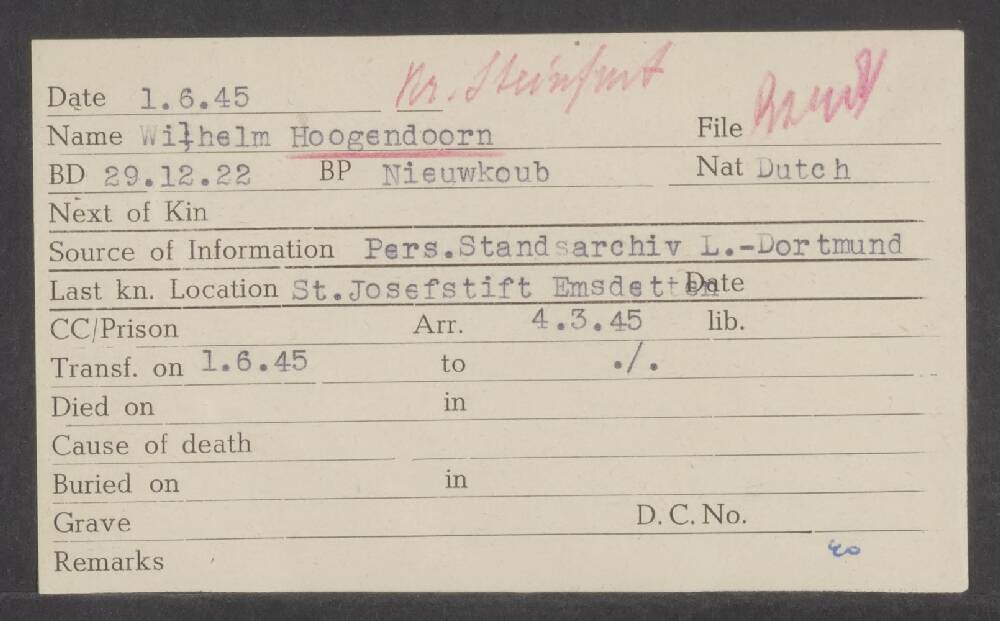 Kr. Steinfurt
Date 1.6.45
Name Wilhelm Hoogendoorn File
BD 29.12.22 BP Nieuwkoub Nat Dutch
Next of Kin
Source of Information Pers.Standsarchiv L.-Dortmund
Last kn. Location St.Josefstift Emsdetten Date
CC/Prison Arr. 4.3.45 lib.
Transf. on 1.6.45 to ./.
Died on in
Cause of death
Buried on in
Grave D.C. No.
Remarks